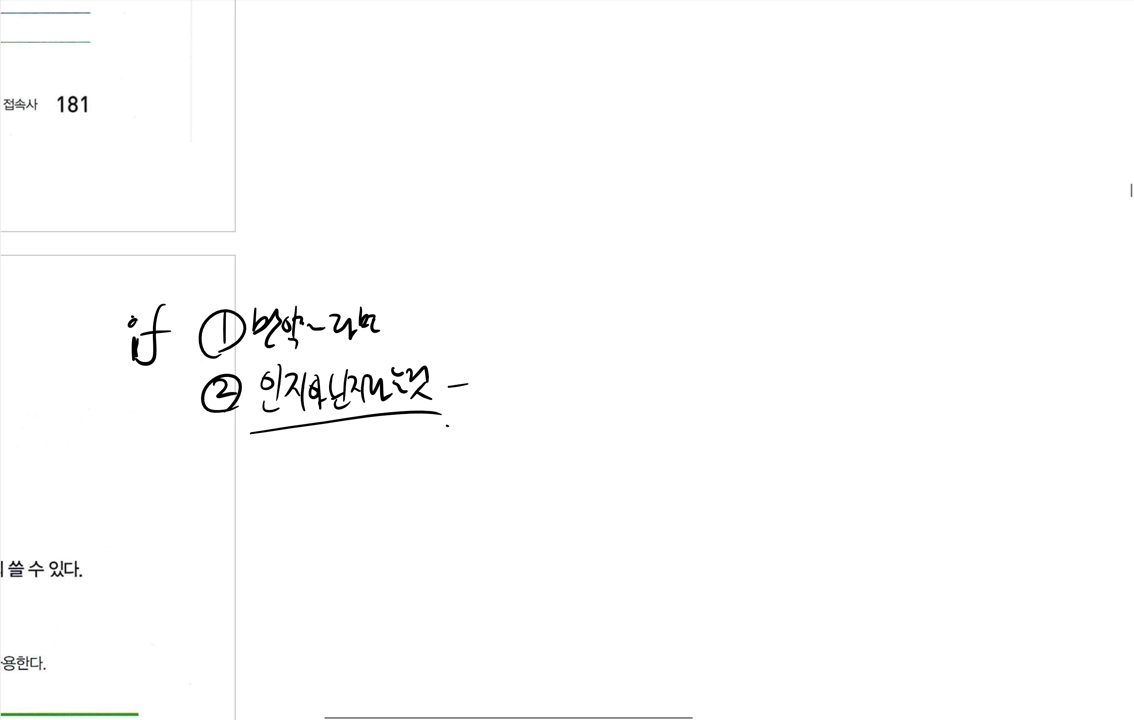 접속사 181
if ① 만약~라면
② 인지 아닌지라는것 -
쓸 수 있다.
용한다.